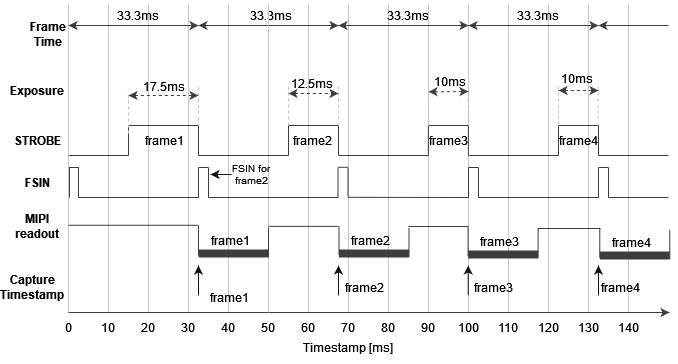 Frame Time
33.3ms 33.3ms 33.3ms 33.3ms
Exposure
17.5ms 12.5ms 10ms 10ms
STROBE
frame1 frame2 frame3 frame4
FSIN
FSIN for
frame2
MIPI
readout
frame1 frame2 frame3 frame4
Capture
Timestamp
frame1 frame2 frame3 frame4
0 10 20 30 40 50 60 70 80 90 100 110 120 130 140
Timestamp [ms]